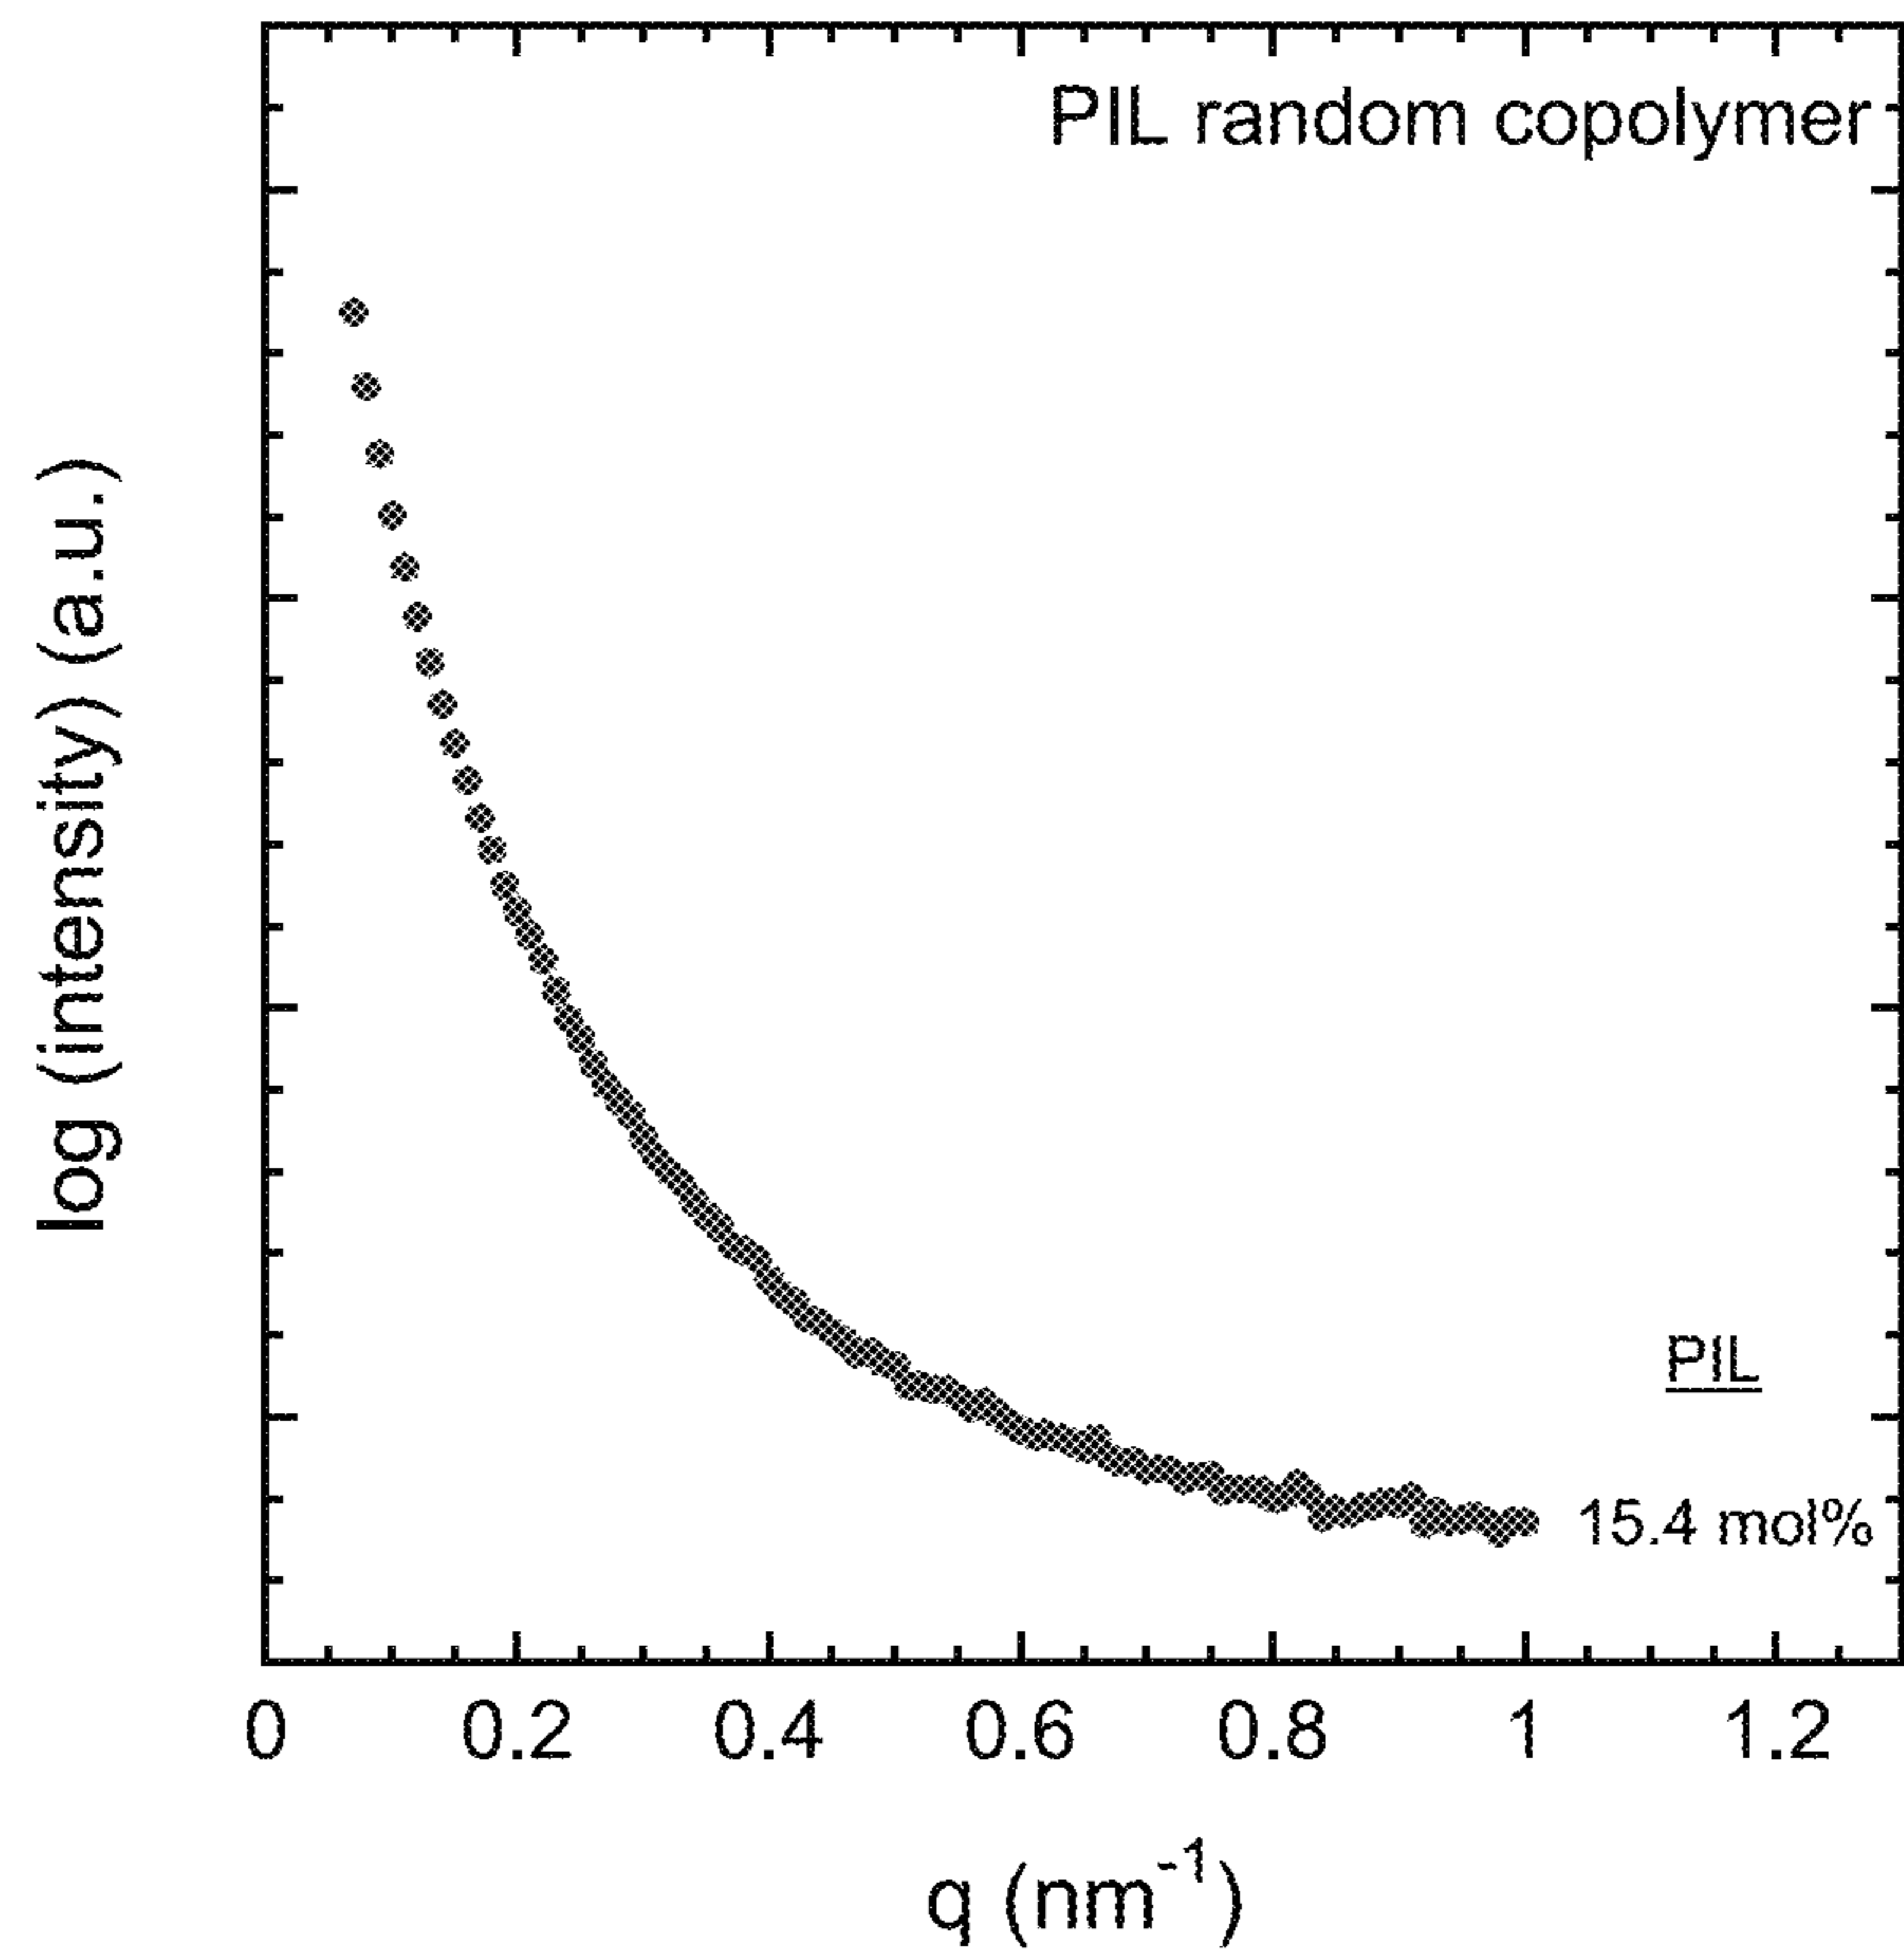 PIL random copolymer
log (intensity) (a.u.)
PIL
15.4 mol%
0 0.2 0.4 0.6 0.8 1 1.2
q (nm⁻¹)